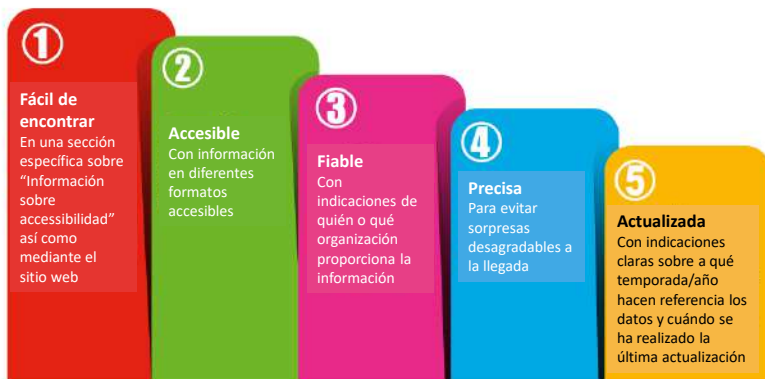 1
Fácil de
encontrar
En una sección
específica sobre
“Información
sobre
accessibilidad”
así como
mediante el
sitio web
2
Accesible
Con información
en diferentes
formatos
accesibles
3
Fiable
Con
indicaciones de
quién o qué
organización
proporciona la
información
4
Precisa
Para evitar
sorpresas
desagradables a
la llegada
5
Actualizada
Con indicaciones
claras sobre a qué
temporada/año
hacen referencia los
datos y cuándo se
ha realizado la
última actualización